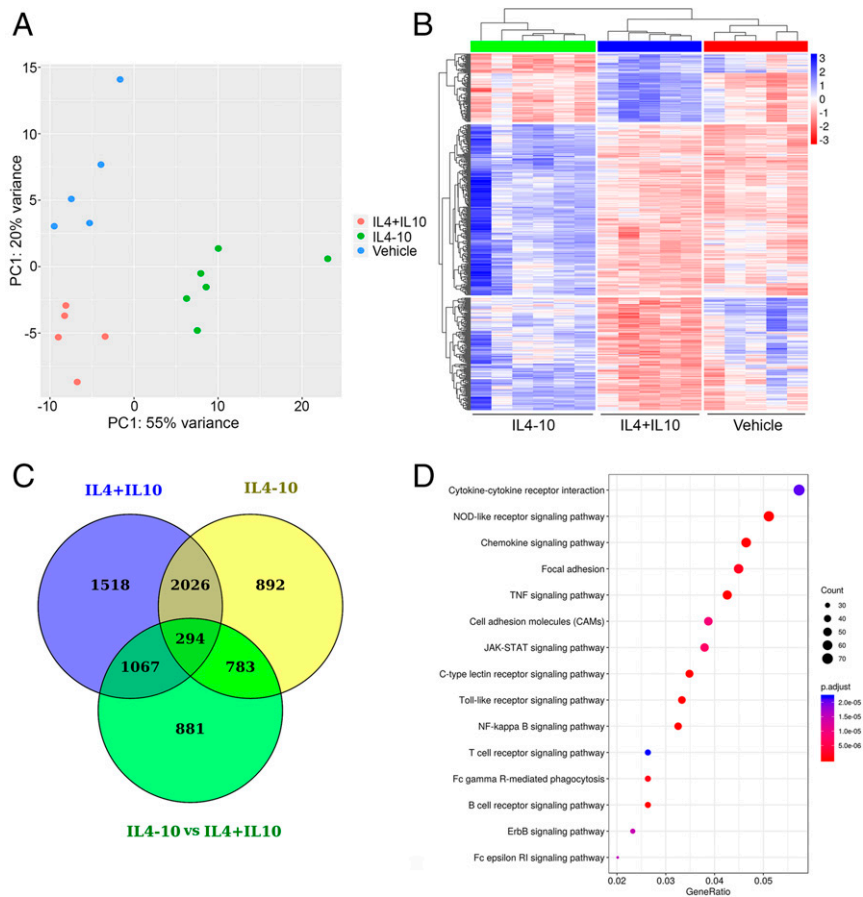 A
15
10
5
0
-5
-10
0
10
20
PC1: 20% variance
PC1: 55% variance
IL4+IL10
IL4-10
Vehicle
B
3
2
1
0
-1
-2
-3
IL4-10
IL4+IL10
Vehicle
C
IL4+IL10
IL4-10
1518
2026
892
294
1067
783
881
IL4-10 vs IL4+IL10
D
Cytokine-cytokine receptor interaction
NOD-like receptor signaling pathway
Chemokine signaling pathway
Focal adhesion
TNF signaling pathway
Cell adhesion molecules (CAMs)
JAK-STAT signaling pathway
C-type lectin receptor signaling pathway
Toll-like receptor signaling pathway
NF-kappa B signaling pathway
T cell receptor signaling pathway
Fc gamma R-mediated phagocytosis
B cell receptor signaling pathway
ErbB signaling pathway
Fc epsilon RI signaling pathway
0.02
0.03
0.04
0.05
GeneRatio
Count
30
40
50
60
70
p.adjust
2.0e-05
1.0e-05
5.0e-06